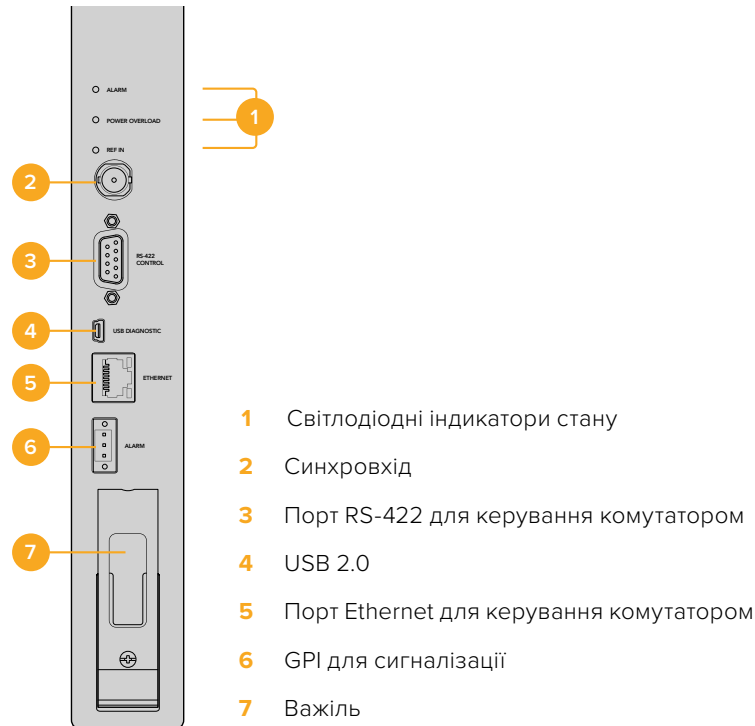 ALARM
POWER OVERLOAD
1
REF IN
2
3
RS-422
CONTROL
4
USB DIAGNOSTIC
5
ETHERNET
6
ALARM
7
1 Світлодіодні індикатори стану
2 Синхровхід
3 Порт RS-422 для керування комутатором
4 USB 2.0
5 Порт Ethernet для керування комутатором
6 GPI для сигналізації
7 Важіль